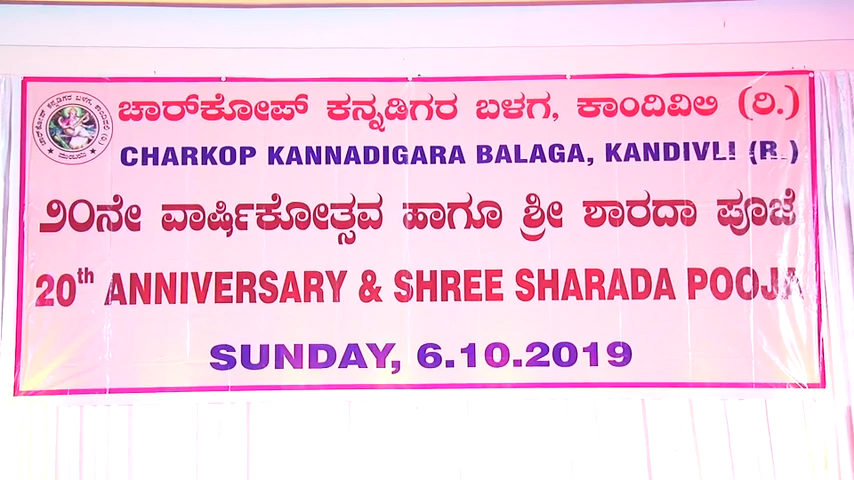 ಚಾರ್‌ಕೋಪ್ ಕನ್ನಡಿಗರ ಬಳಗ, ಕಾಂದಿವಿಲಿ (ರಿ.)
CHARKOP KANNADIGARA BALAGA, KANDIVLI (R.)
೨೦ನೇ ವಾರ್ಷಿಕೋತ್ಸವ ಹಾಗೂ ಶ್ರೀ ಶಾರದಾ ಪೂಜೆ
20th ANNIVERSARY & SHREE SHARADA POOJA
SUNDAY, 6.10.2019